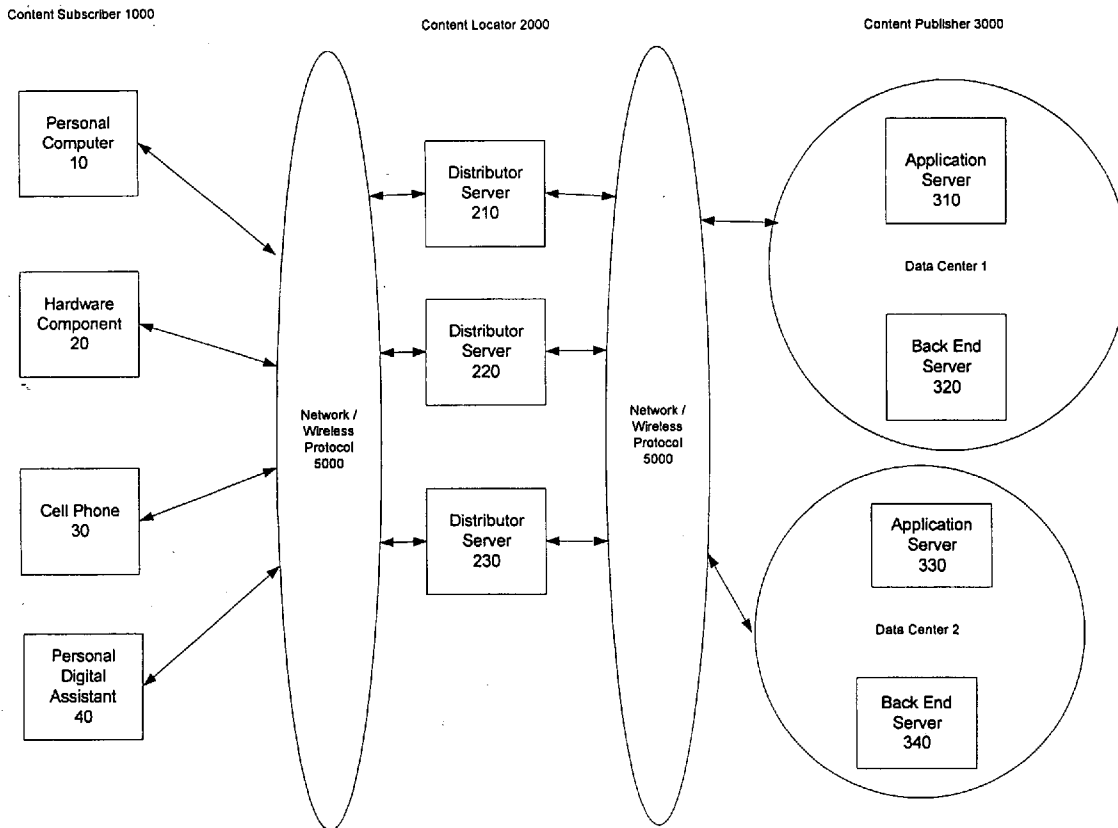 Content Subscriber 1000
Content Locator 2000
Content Publisher 3000
Personal
Computer
10
Hardware
Component
20
Cell Phone
30
Personal
Digital
Assistant
40
Network /
Wireless
Protocol
5000
Distributor
Server
210
Distributor
Server
220
Distributor
Server
230
Network /
Wireless
Protocol
5000
Application
Server
310
Data Center 1
Back End
Server
320
Application
Server
330
Data Center 2
Back End
Server
340